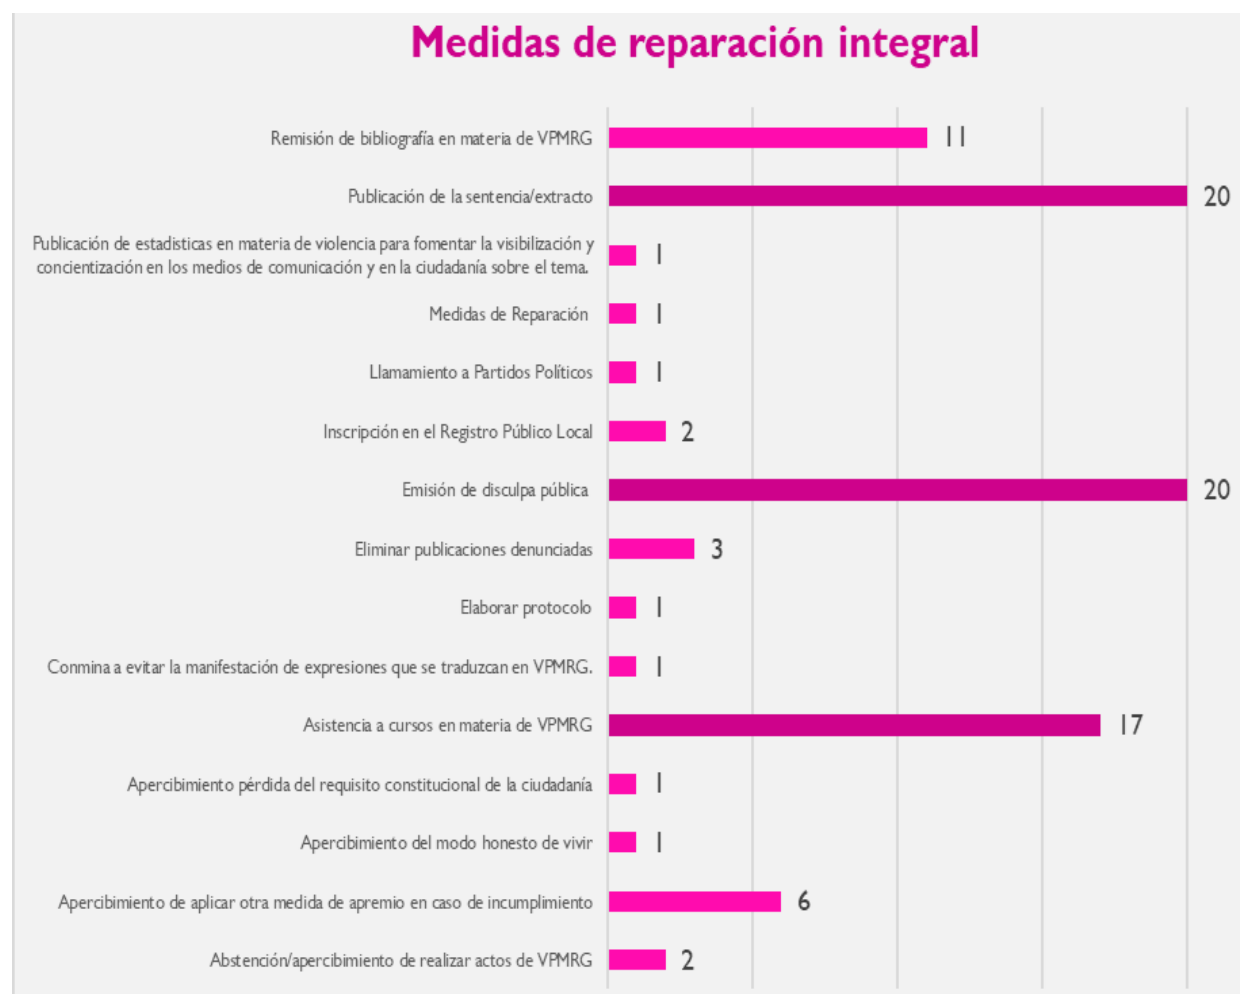 Medidas de reparación integral
Remisión de bibliografía en materia de VPMRG 11
Publicación de la sentencia/extracto 20
Publicación de estadisticas en materia de violencia para fomentar la visibilización y
concientización en los medios de comunicación y en la ciudadanía sobre el tema. 1
Medidas de Reparación 1
Llamamiento a Partidos Políticos 1
Inscripción en el Registro Público Local 2
Emisión de disculpa pública 20
Eliminar publicaciones denunciadas 3
Elaborar protocolo 1
Conmina a evitar la manifestación de expresiones que se traduzcan en VPMRG. 1
Asistencia a cursos en materia de VPMRG 17
Apercibimiento pérdida del requisito constitucional de la ciudadanía 1
Apercibimiento del modo honesto de vivir 1
Apercibimiento de aplicar otra medida de apremio en caso de incumplimiento 6
Abstención/apercibimiento de realizar actos de VPMRG 2